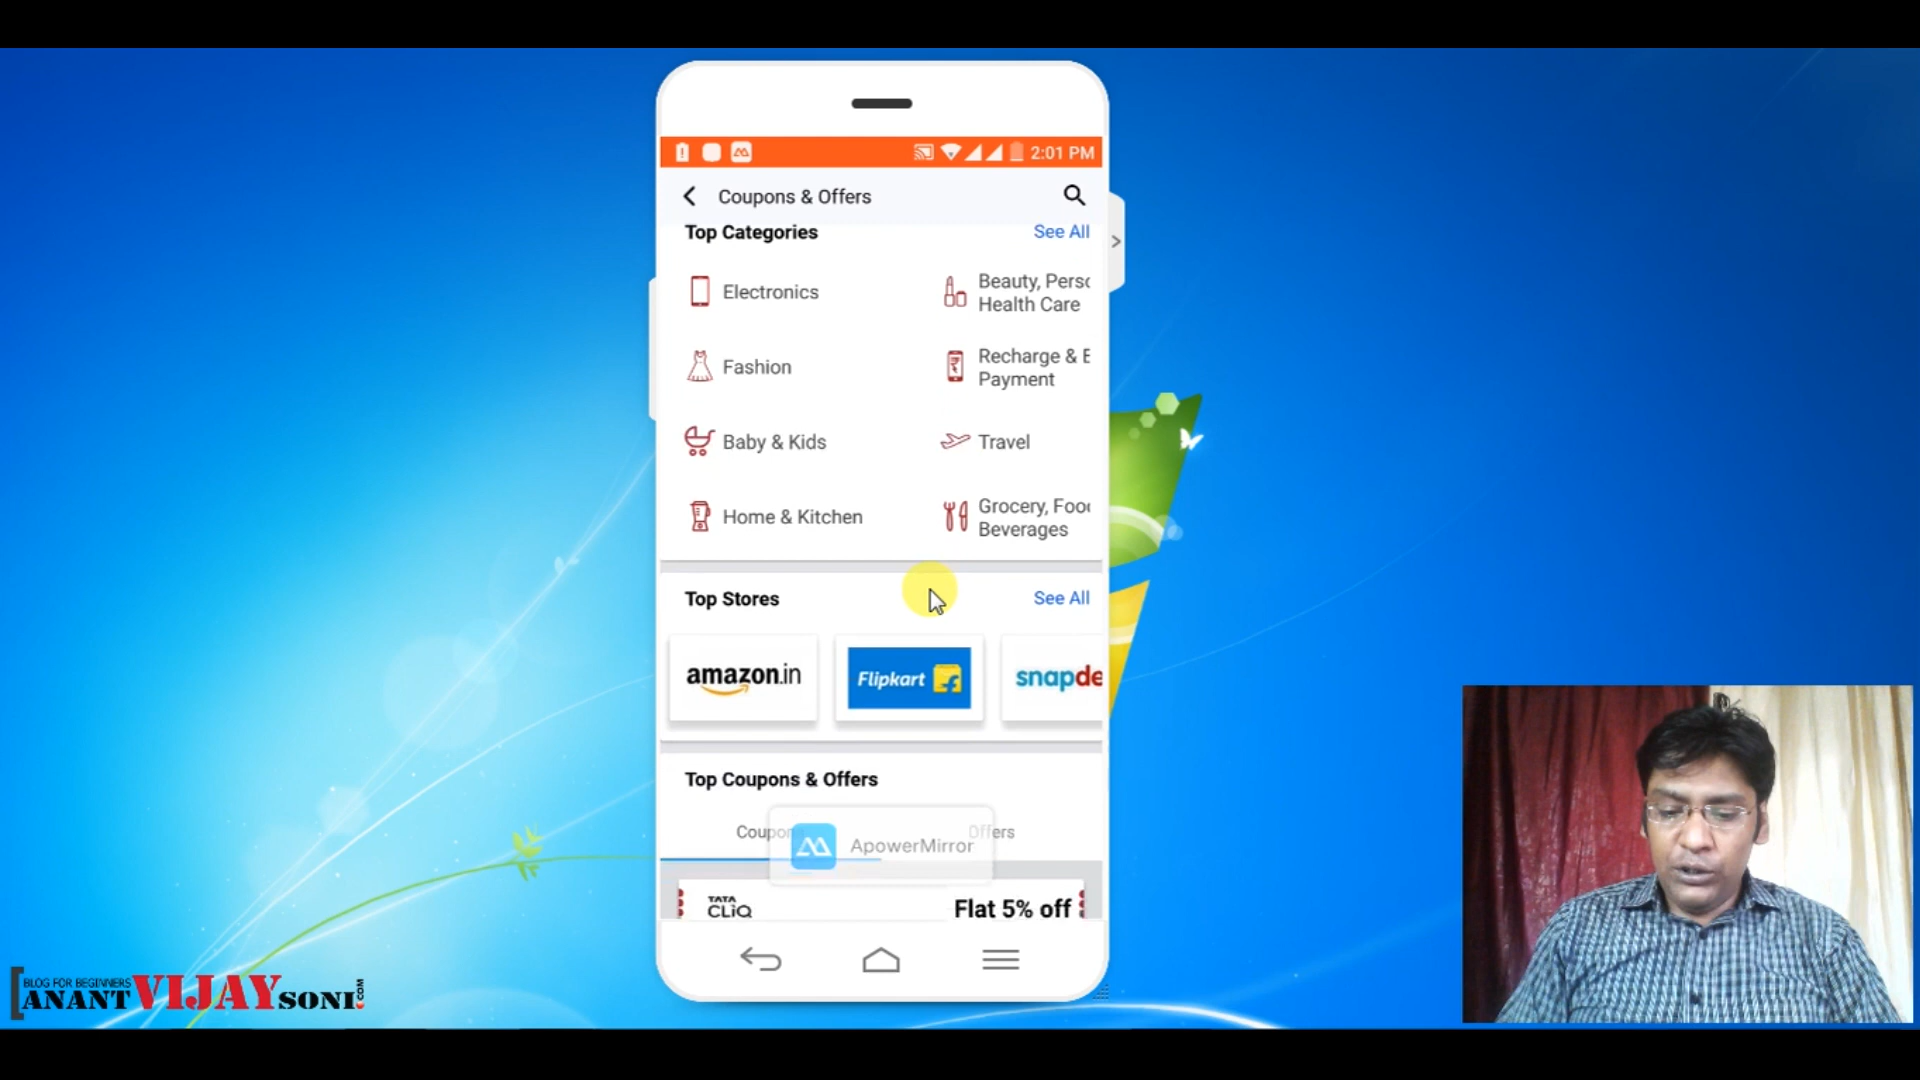 2:01 PM
Coupons & Offers
Top Categories
See All
Electronics
Beauty, Perso
Health Care
Fashion
Recharge & B
Payment
Baby & Kids
Travel
Home & Kitchen
Grocery, Foo
Beverages
Top Stores
See All
amazon.in
Flipkart
snapde
Top Coupons & Offers
Coupon
Offers
ApowerMirror
TATA
CLiQ
Flat 5% off
BLOG FOR BEGINNERS
ANANT VIJAY SONI .COM